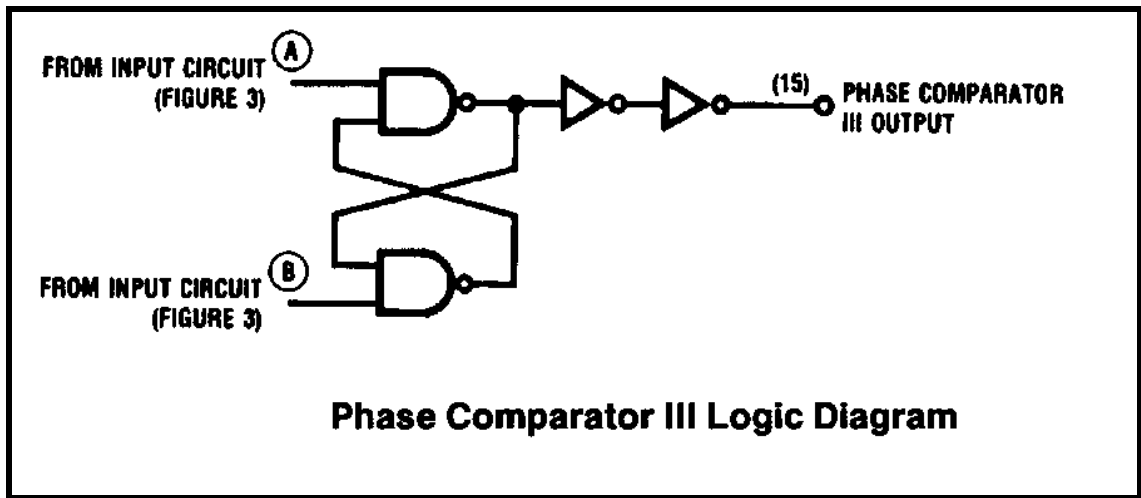 FROM INPUT CIRCUIT
(FIGURE 3)
A
(15)
PHASE COMPARATOR
III OUTPUT
FROM INPUT CIRCUIT
(FIGURE 3)
B
Phase Comparator III Logic Diagram